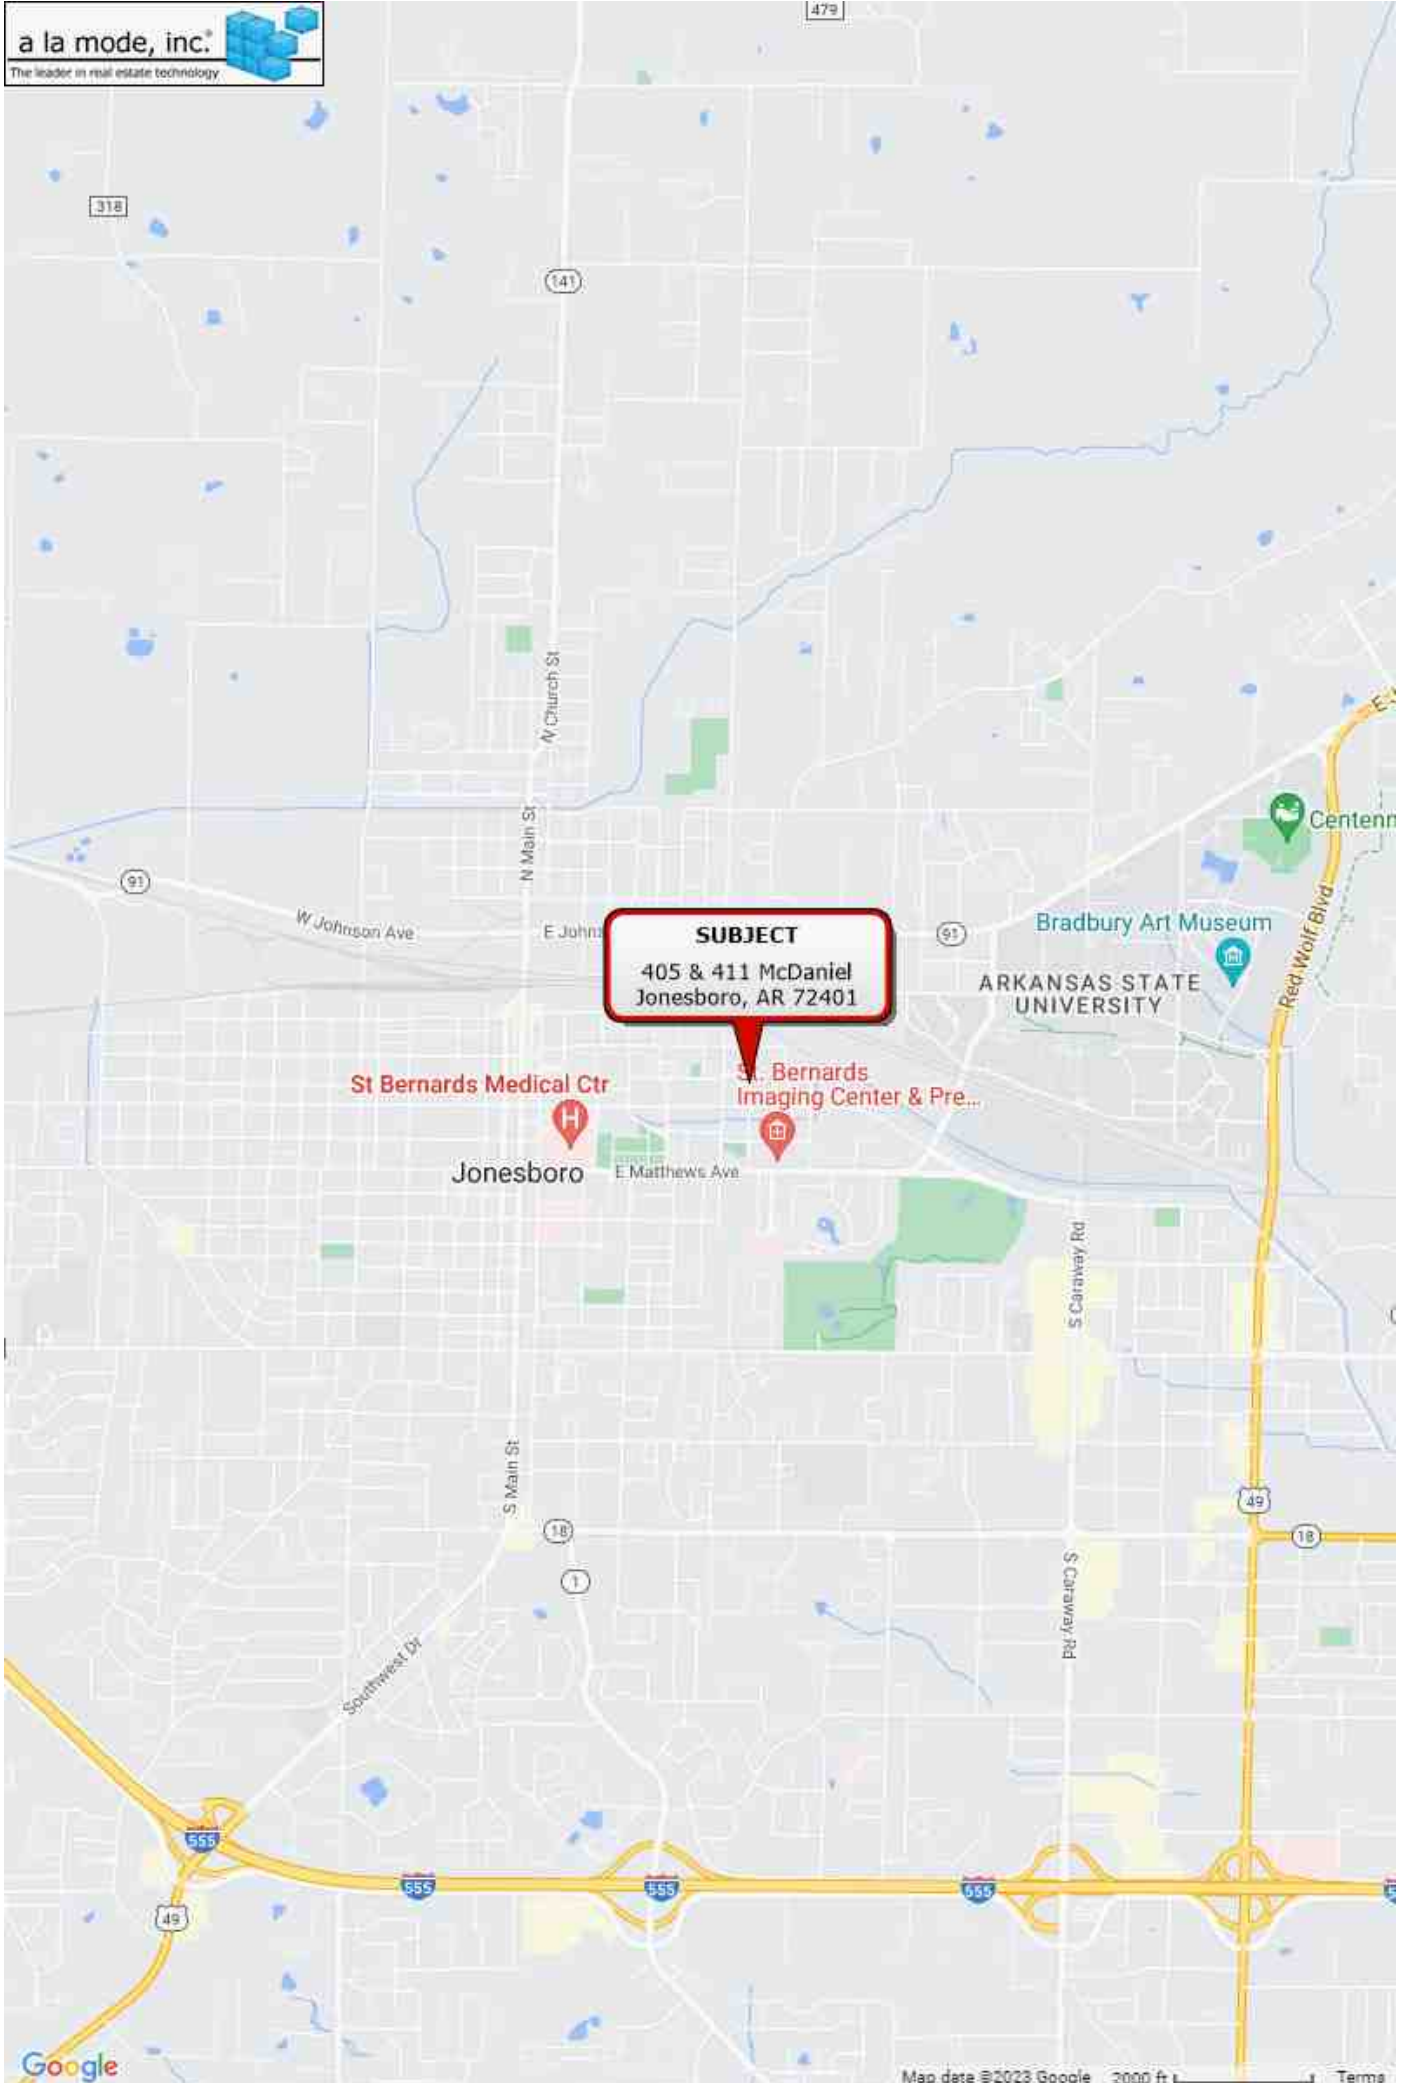 479
a la mode, inc.®
The leader in real estate technology
318
141
N Church St
N Main St
Centenn
91
W Johnson Ave
E Johns
SUBJECT
405 & 411 McDaniel
Jonesboro, AR 72401
91
Bradbury Art Museum
ARKANSAS STATE
UNIVERSITY
Red Wolf Blvd
St Bernards Medical Ctr
St. Bernards
Imaging Center & Pre...
H
Jonesboro
E Matthews Ave
S Caraway Rd
S Main St
49
18
18
1
S Caraway Rd
Southwest Dr
555
555
555
555
49
Google
Map data ©2023 Google
2000 ft
Terms